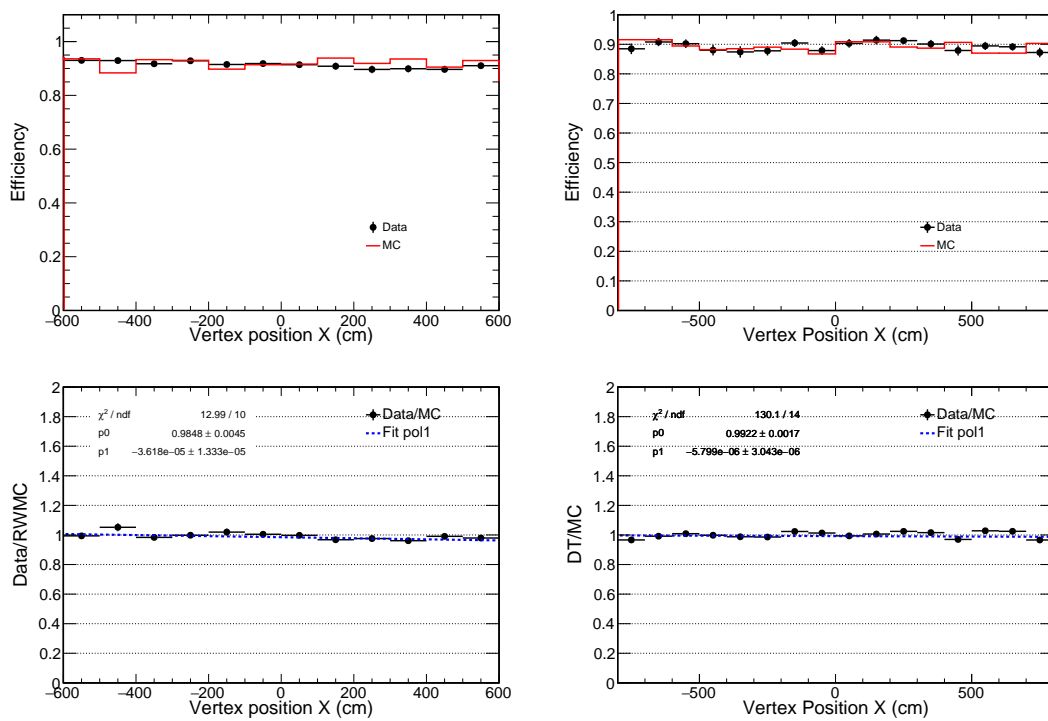 Efficiency
1
0.8
0.6
0.4
0.2
0
−600
−400
−200
0
200
400
600
Vertex position X (cm)
Data
MC
Efficiency
1
0.9
0.8
0.7
0.6
0.5
0.4
0.3
0.2
0.1
0
−500
0
500
Vertex Position X (cm)
Data
MC
Data/RWMC
2
1.8
1.6
1.4
1.2
1
0.8
0.6
0.4
0.2
0
−600
−400
−200
0
200
400
600
Vertex position X (cm)
χ² / ndf 12.99 / 10
p0 0.9848 ± 0.0045
p1 −3.618e−05 ± 1.333e−05
Data/MC
Fit pol1
DT/MC
2
1.8
1.6
1.4
1.2
1
0.8
0.6
0.4
0.2
0
−500
0
500
Vertex Position X (cm)
χ² / ndf 130.1 / 14
p0 0.9922 ± 0.0017
p1 −5.799e−06 ± 3.043e−06
Data/MC
Fit pol1